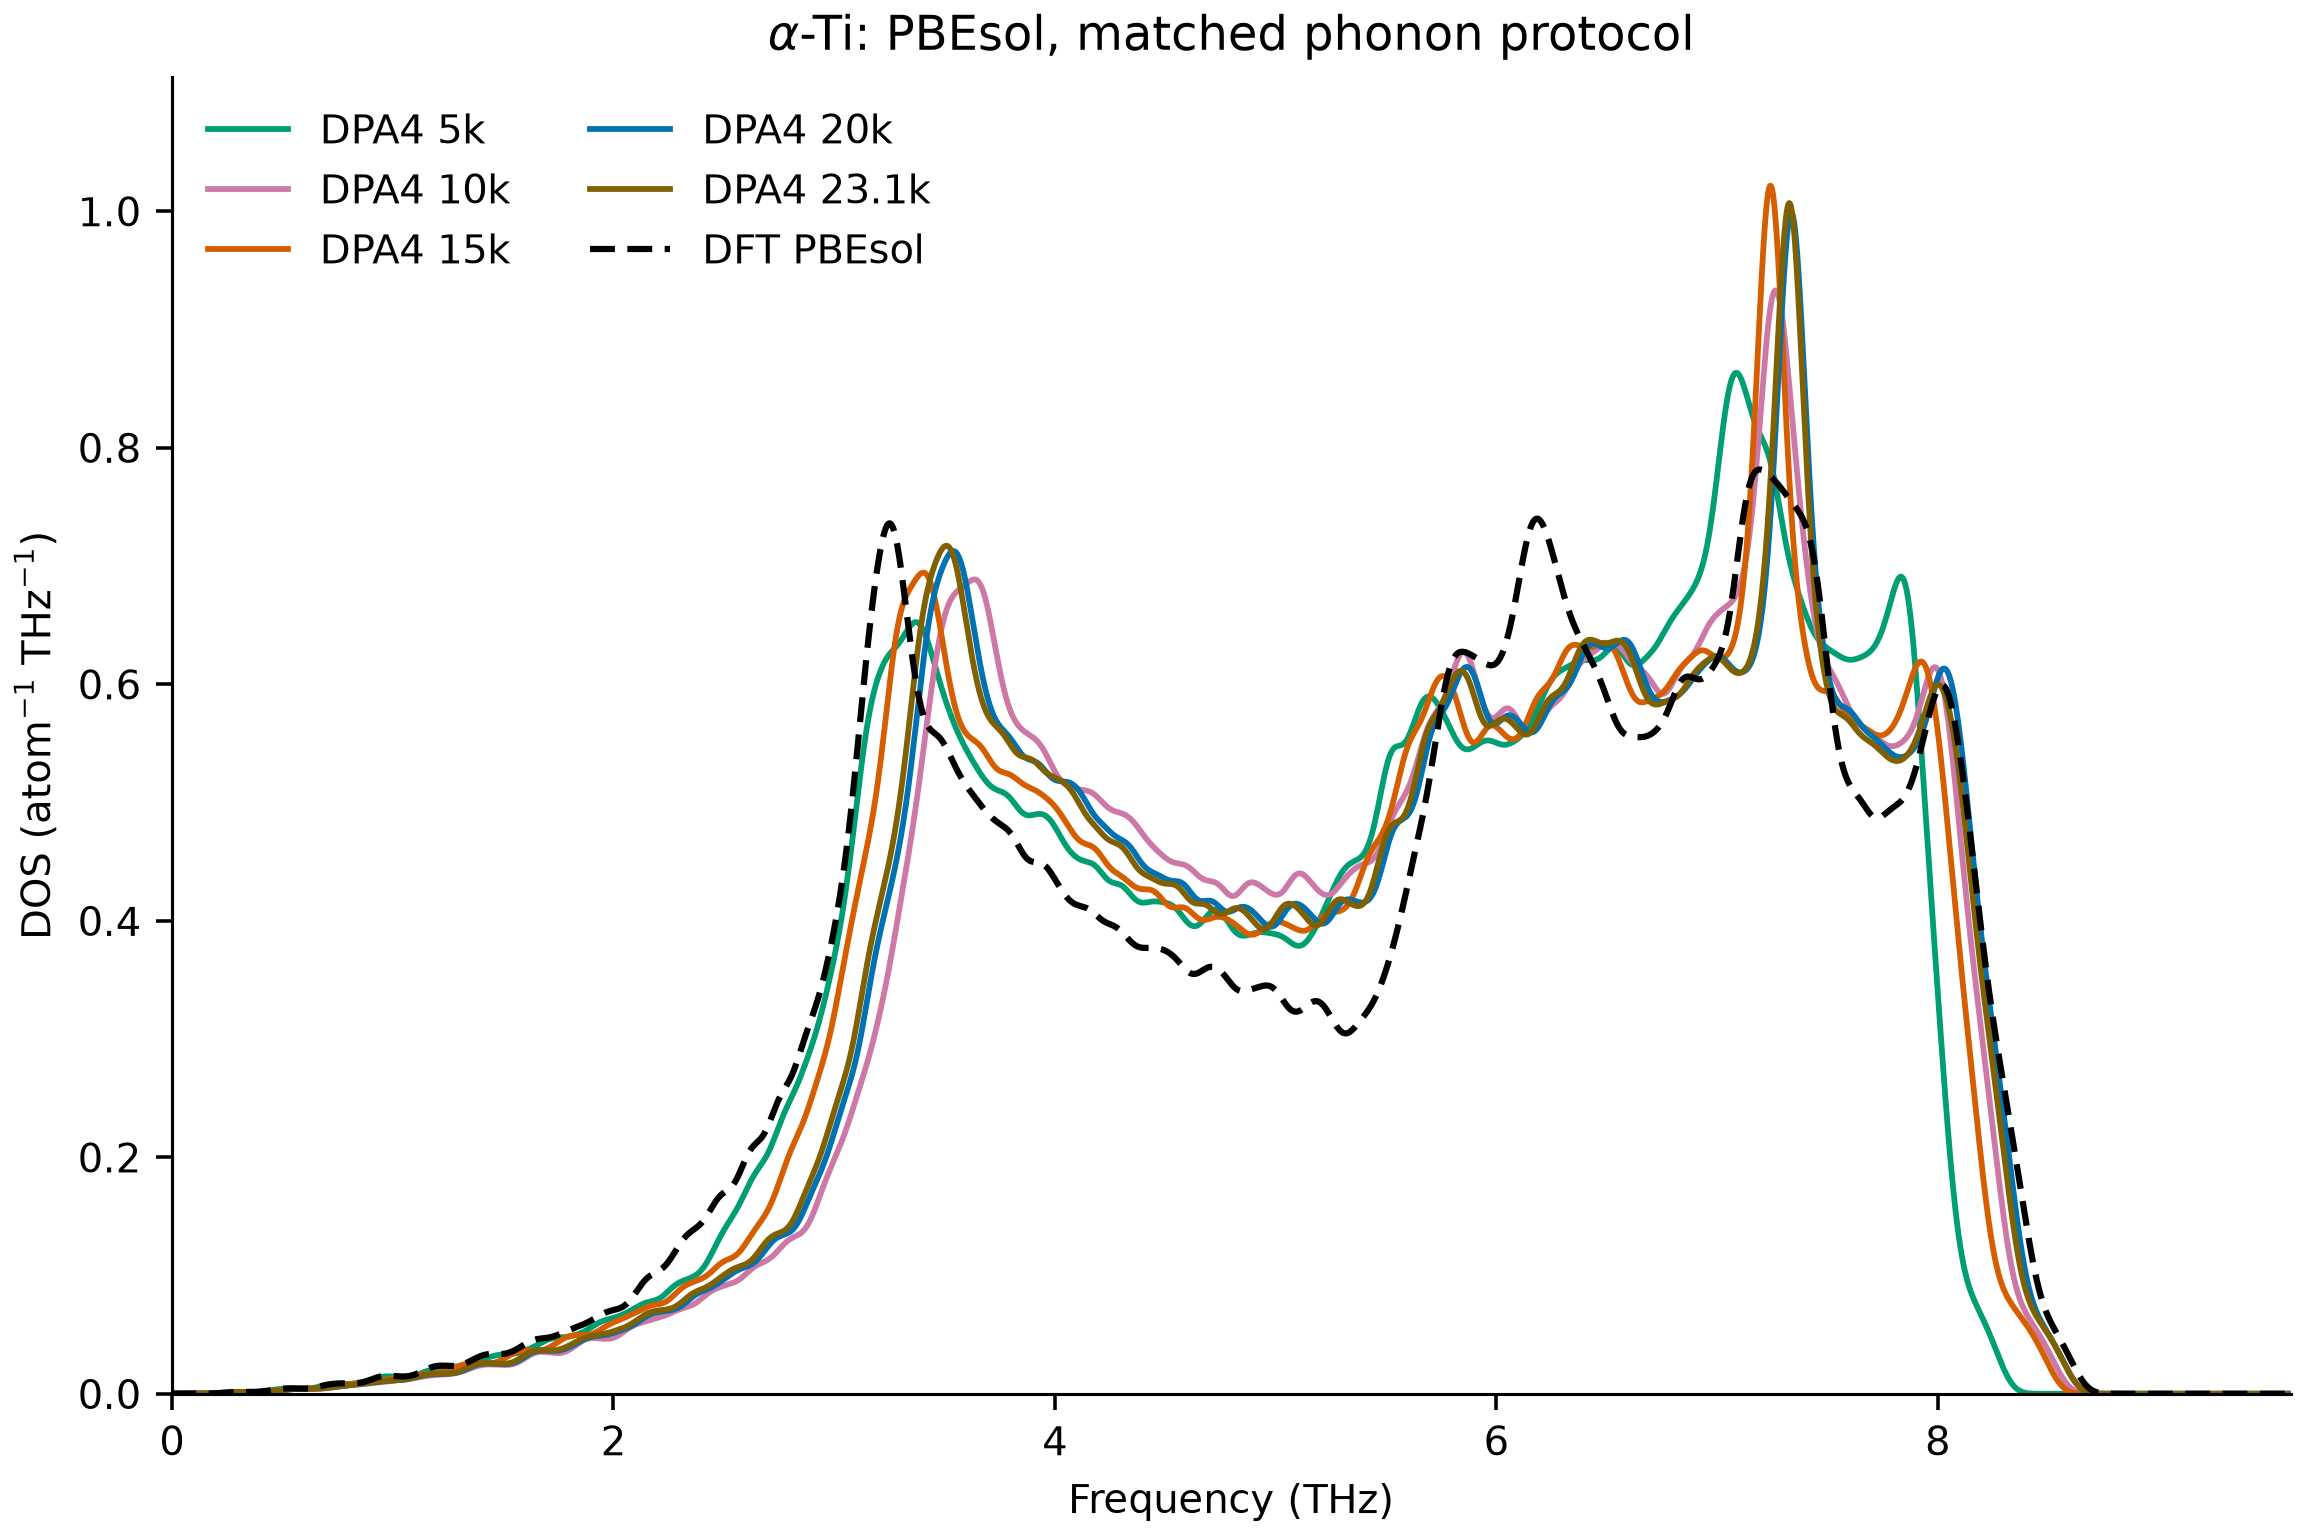 α-Ti: PBEsol, matched phonon protocol
DPA4 5k
DPA4 10k
DPA4 15k
DPA4 20k
DPA4 23.1k
DFT PBEsol
DOS (atom⁻¹ THz⁻¹)
1.0
0.8
0.6
0.4
0.2
0.0
0 2 4 6 8
Frequency (THz)